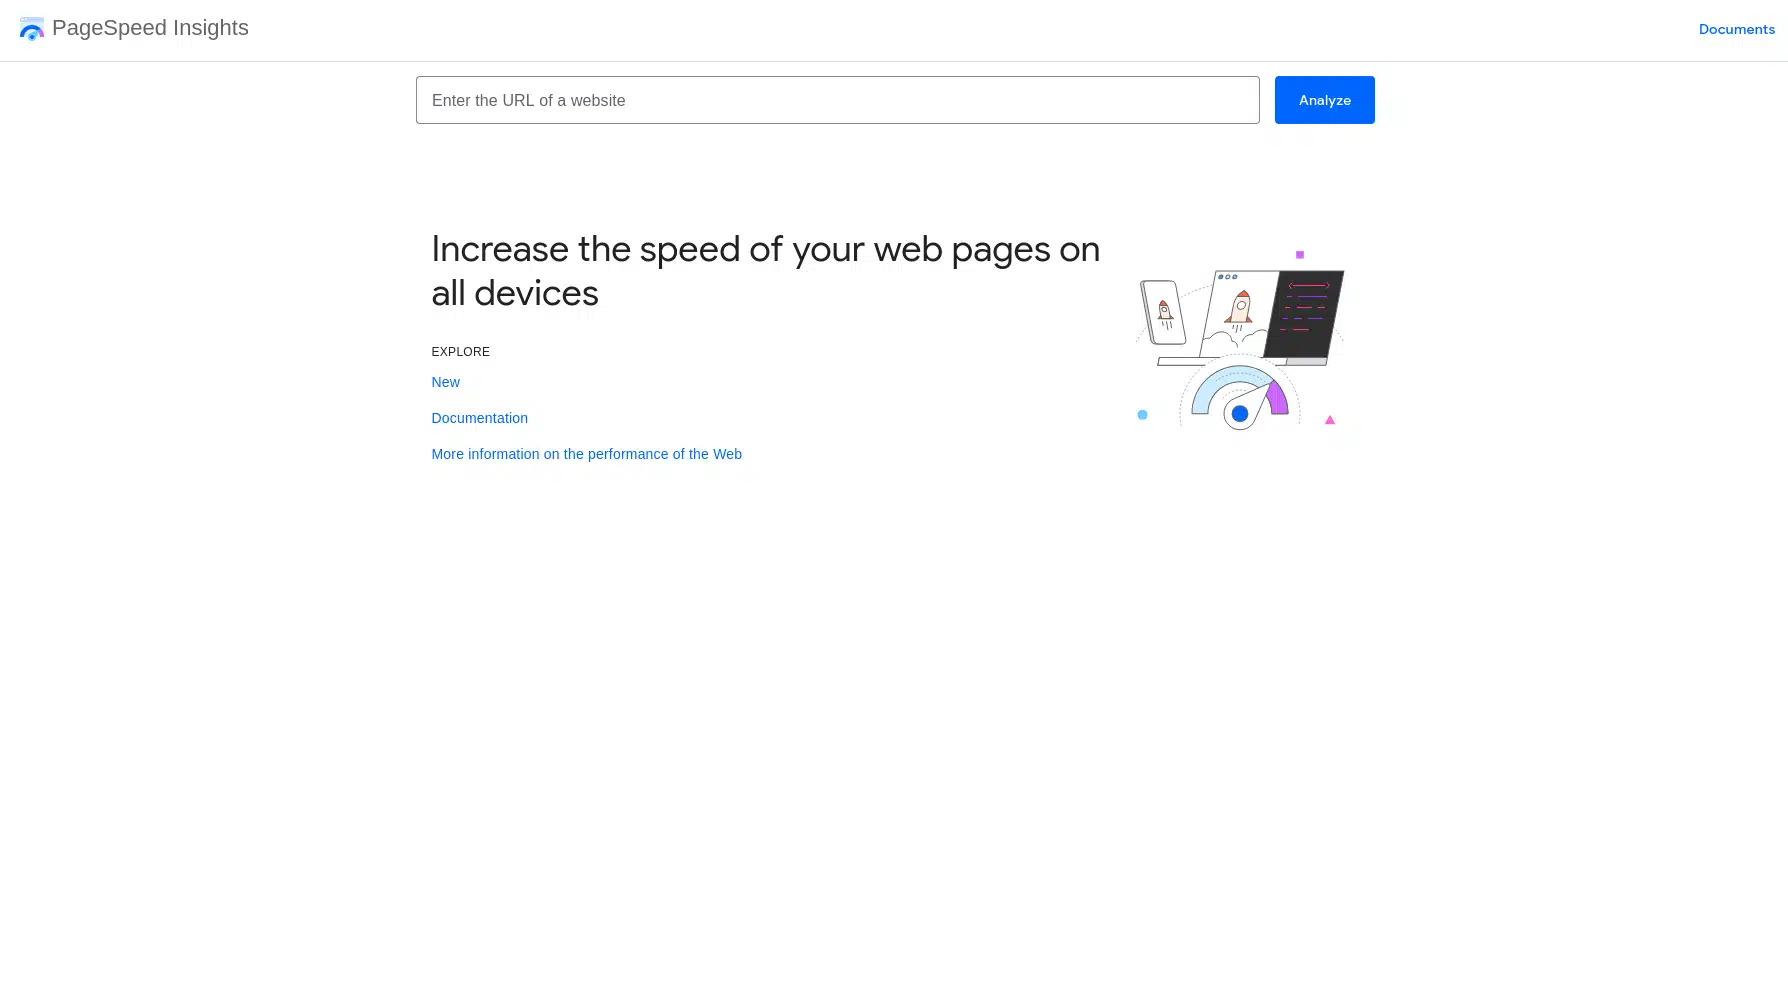 PageSpeed Insights
Documents
Enter the URL of a website
Analyze
Increase the speed of your web pages on
all devices
EXPLORE
New
Documentation
More information on the performance of the Web